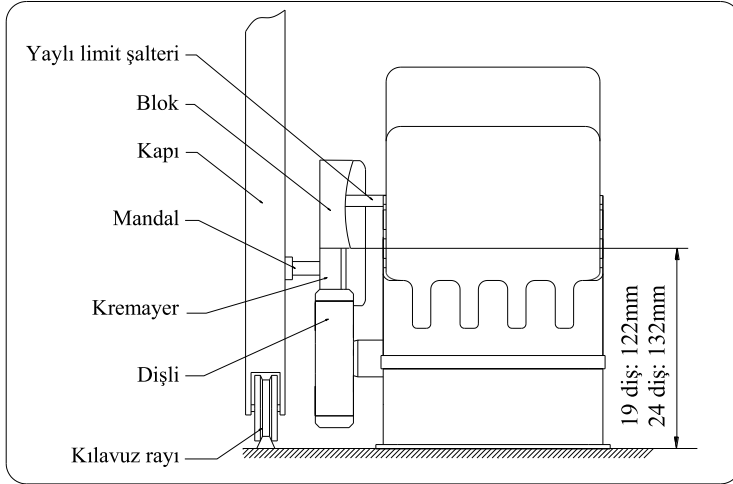 Yaylı limit şalteri
Blok
Kapı
Mandal
Kremayer
Dişli
Kılavuz rayı
19 diş: 122mm
24 diş: 132mm